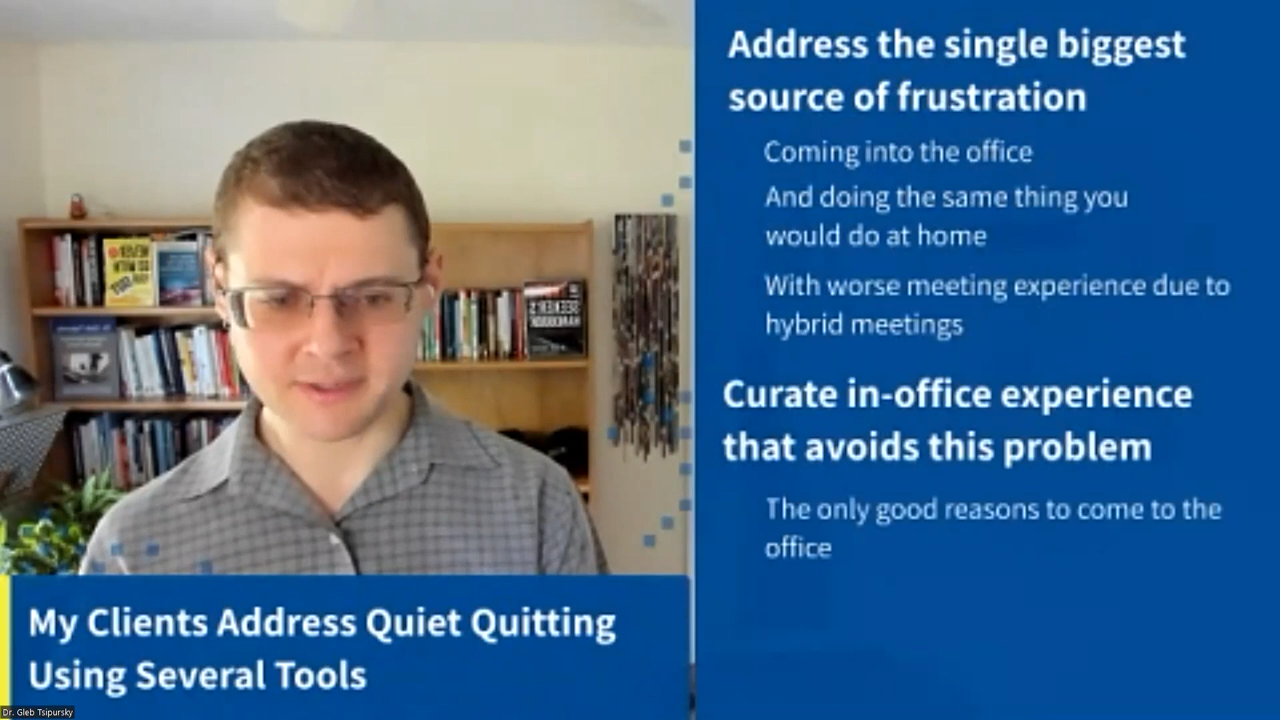 Address the single biggest
source of frustration
Coming into the office
And doing the same thing you
would do at home
With worse meeting experience due to
hybrid meetings
Curate in-office experience
that avoids this problem
The only good reasons to come to the
office
My Clients Address Quiet Quitting
Using Several Tools
Dr. Gleb Tsipursky